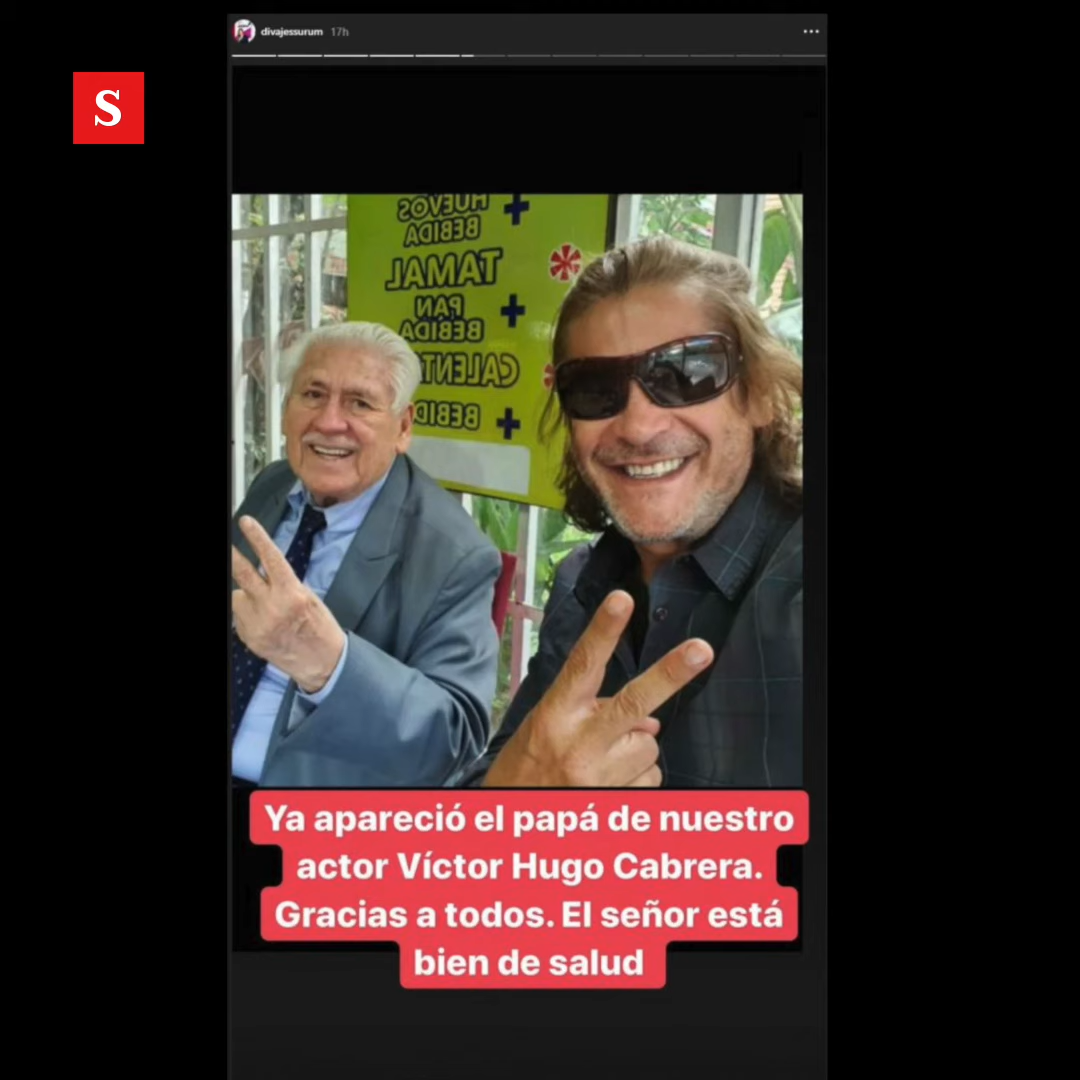 divajessurum 17h
S
HUEVOS +
BEBIDA
TAMAL
PAN
BEBIDA +
BEBIDA +
Ya apareció el papá de nuestro
actor Víctor Hugo Cabrera.
Gracias a todos. El señor está
bien de salud